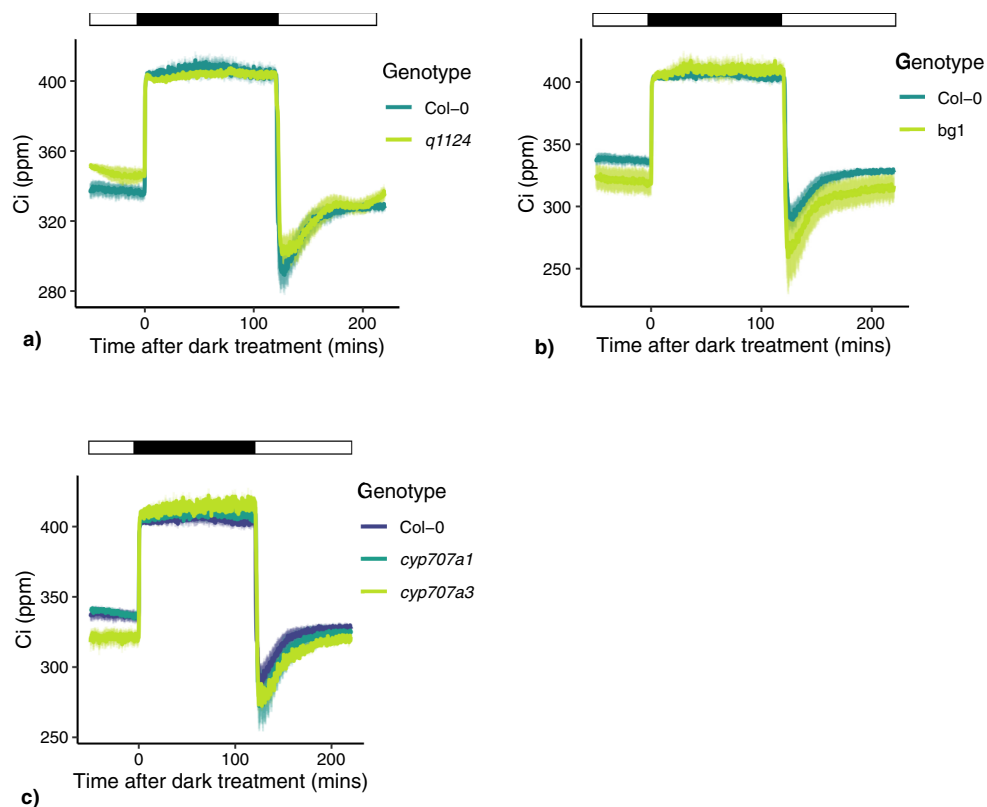 Genotype
Col–0
q1124
Ci (ppm)
400
360
320
280
0
100
200
Time after dark treatment (mins)
a)
Genotype
Col–0
bg1
Ci (ppm)
400
350
300
250
0
100
200
Time after dark treatment (mins)
b)
Genotype
Col–0
cyp707a1
cyp707a3
Ci (ppm)
400
350
300
250
0
100
200
Time after dark treatment (mins)
c)